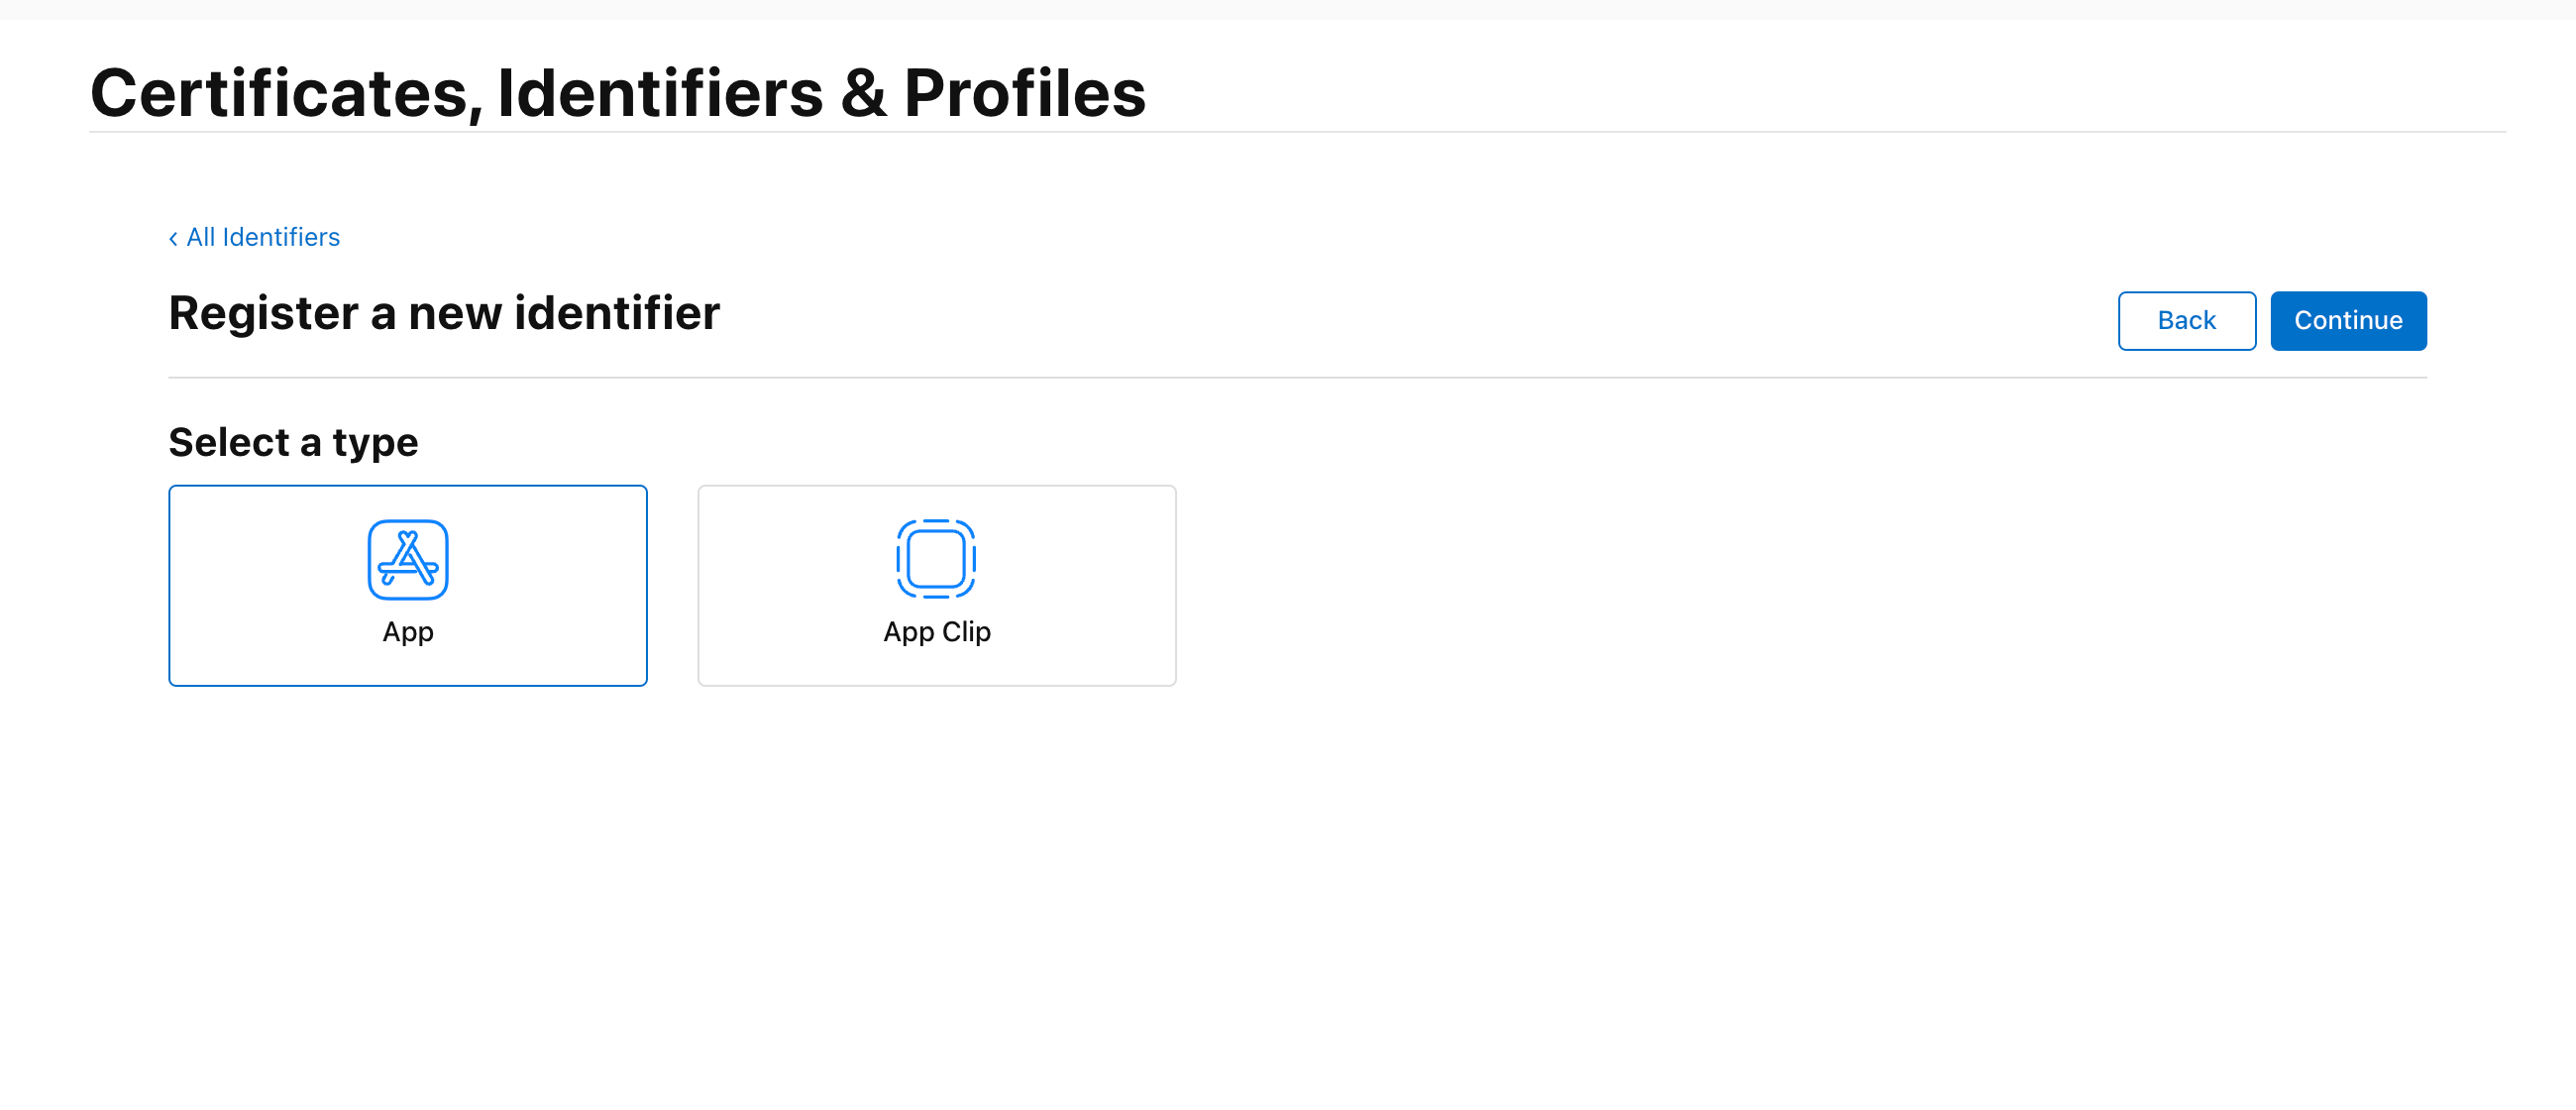 Certificates, Identifiers & Profiles
‹ All Identifiers
Register a new identifier
Back
Continue
Select a type
App
App Clip